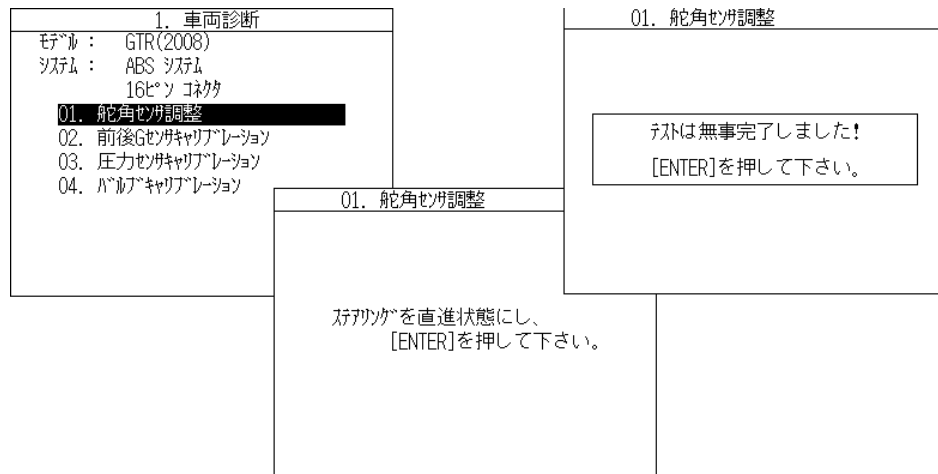 1. 車両診断
ﾓﾃﾞﾙ : GTR(2008)
ｼｽﾃﾑ : ABS ｼｽﾃﾑ
16ﾋﾟﾝ ｺﾈｸﾀ
01. 舵角ｾﾝｻ調整
02. 前後Gｾﾝｻｷｬﾘﾌﾞﾚｰｼｮﾝ
03. 圧力ｾﾝｻｷｬﾘﾌﾞﾚｰｼｮﾝ
04. ﾊﾞﾙﾌﾞｷｬﾘﾌﾞﾚｰｼｮﾝ
01. 舵角ｾﾝｻ調整
ｽﾃｱﾘﾝｸﾞを直進状態にし、
[ENTER]を押して下さい。
01. 舵角ｾﾝｻ調整
ﾃｽﾄは無事完了しました!
[ENTER]を押して下さい。